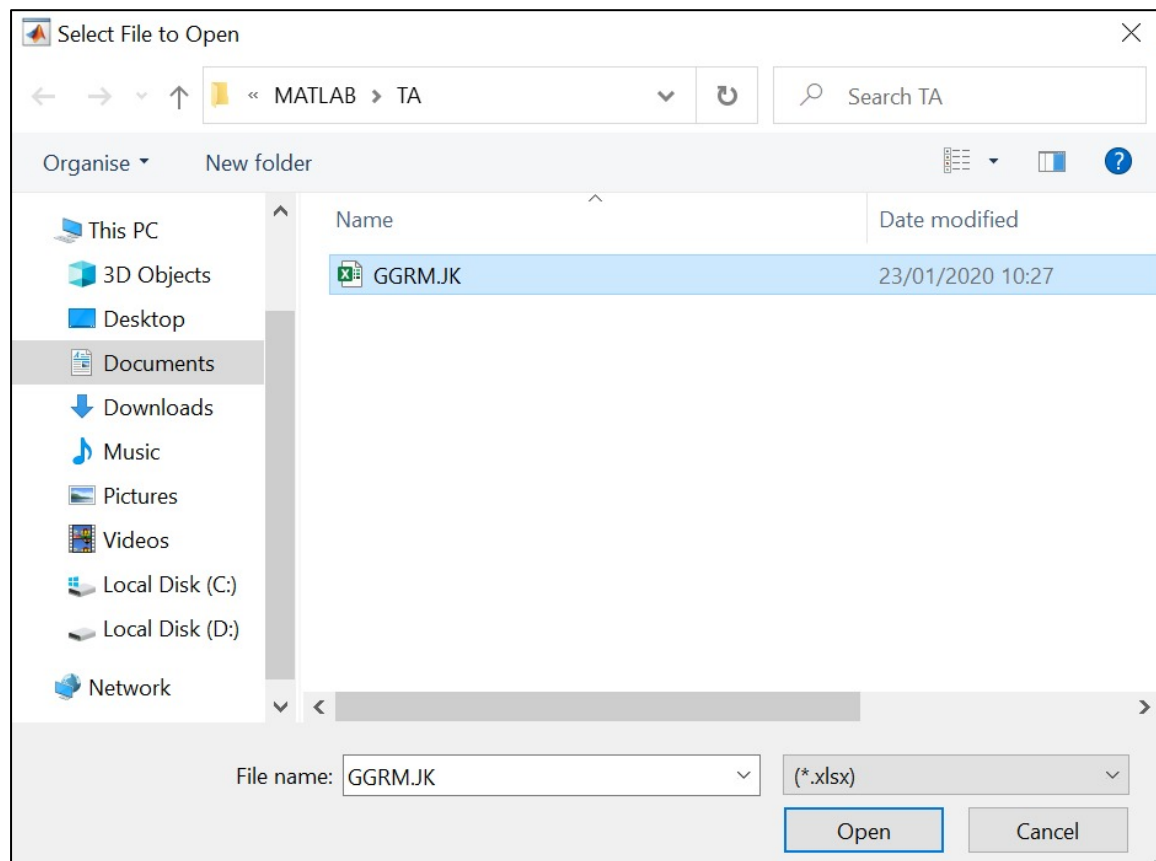 Select File to Open
« MATLAB > TA
Search TA
Organise
New folder
This PC
3D Objects
Desktop
Documents
Downloads
Music
Pictures
Videos
Local Disk (C:)
Local Disk (D:)
Network
Name
Date modified
GGRM.JK
23/01/2020 10:27
File name: GGRM.JK
(*.xlsx)
Open
Cancel